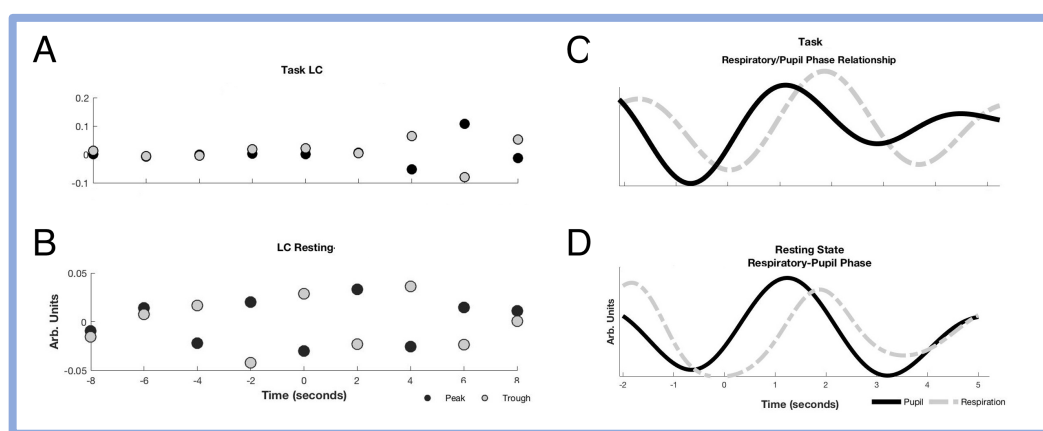 A
Task LC
0.2
0.1
0
-0.1
B
LC Resting
0.05
0
-0.05
Arb. Units
-8 -6 -4 -2 0 2 4 6 8
Time (seconds)
Peak Trough
C
Task
Respiratory/Pupil Phase Relationship
D
Resting State
Respiratory-Pupil Phase
Arb. Units
-2 -1 0 1 2 3 4 5
Time (seconds)
Pupil Respiration